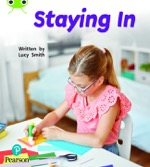 Staying In
Written by
Lucy Smith
Pearson